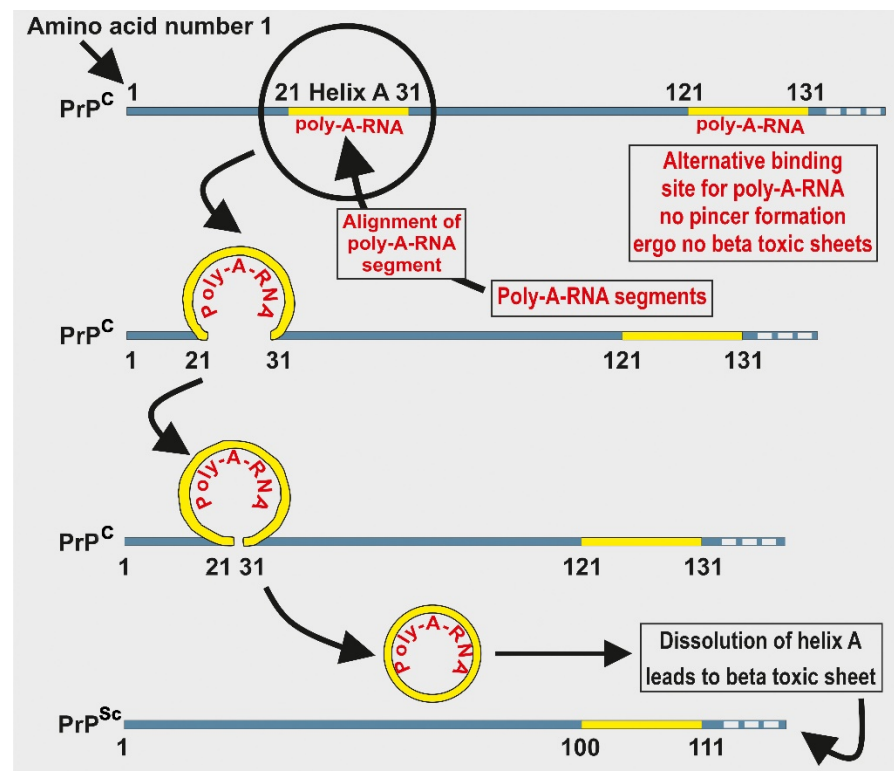 Amino acid number 1
1
21 Helix A 31
121
131
PrPC
poly-A-RNA
poly-A-RNA
Alternative binding
site for poly-A-RNA
no pincer formation
ergo no beta toxic sheets
Alignment of
poly-A-RNA
segment
Poly-A-RNA segments
Poly-A-RNA
PrPC
1
21
31
121
131
Poly-A-RNA
PrPC
1
21 31
121
131
Poly-A-RNA
Dissolution of helix A
leads to beta toxic sheet
PrPSc
1
100
111